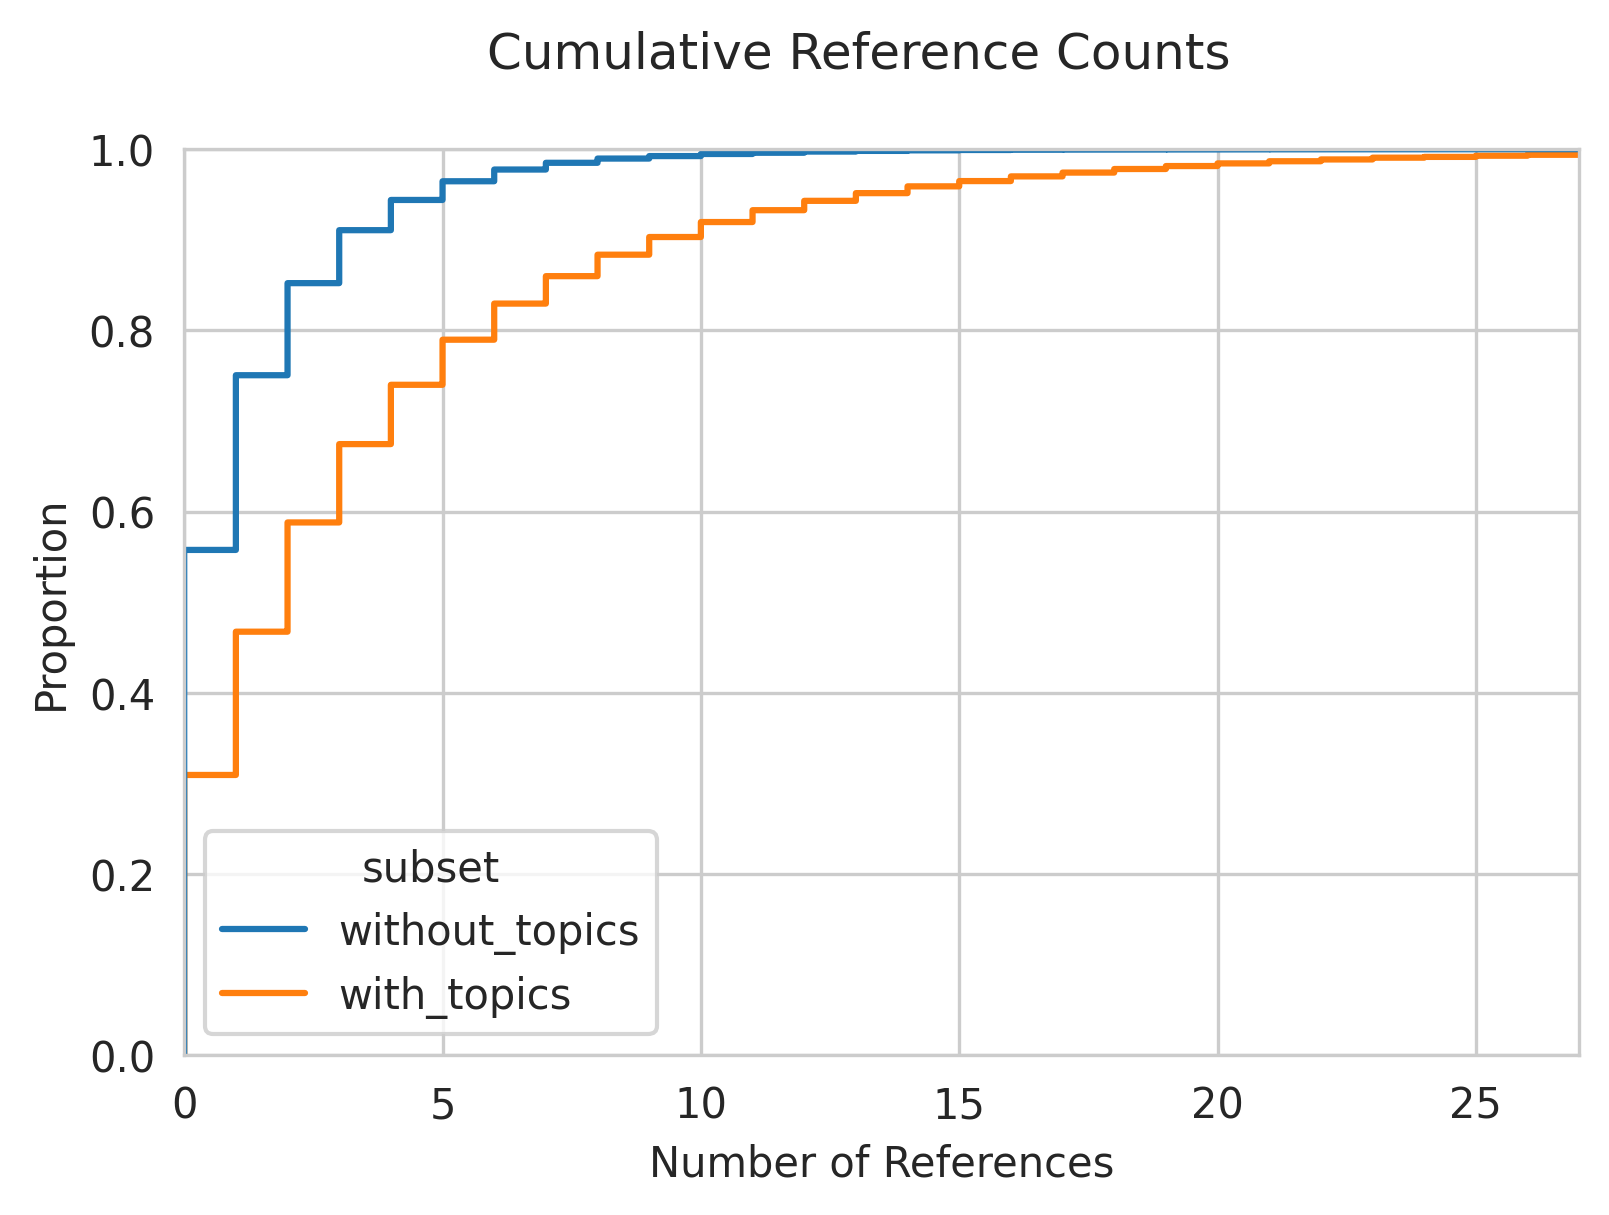 Cumulative Reference Counts
1.0
0.8
0.6
0.4
0.2
0.0
Proportion
subset
without_topics
with_topics
0 5 10 15 20 25
Number of References